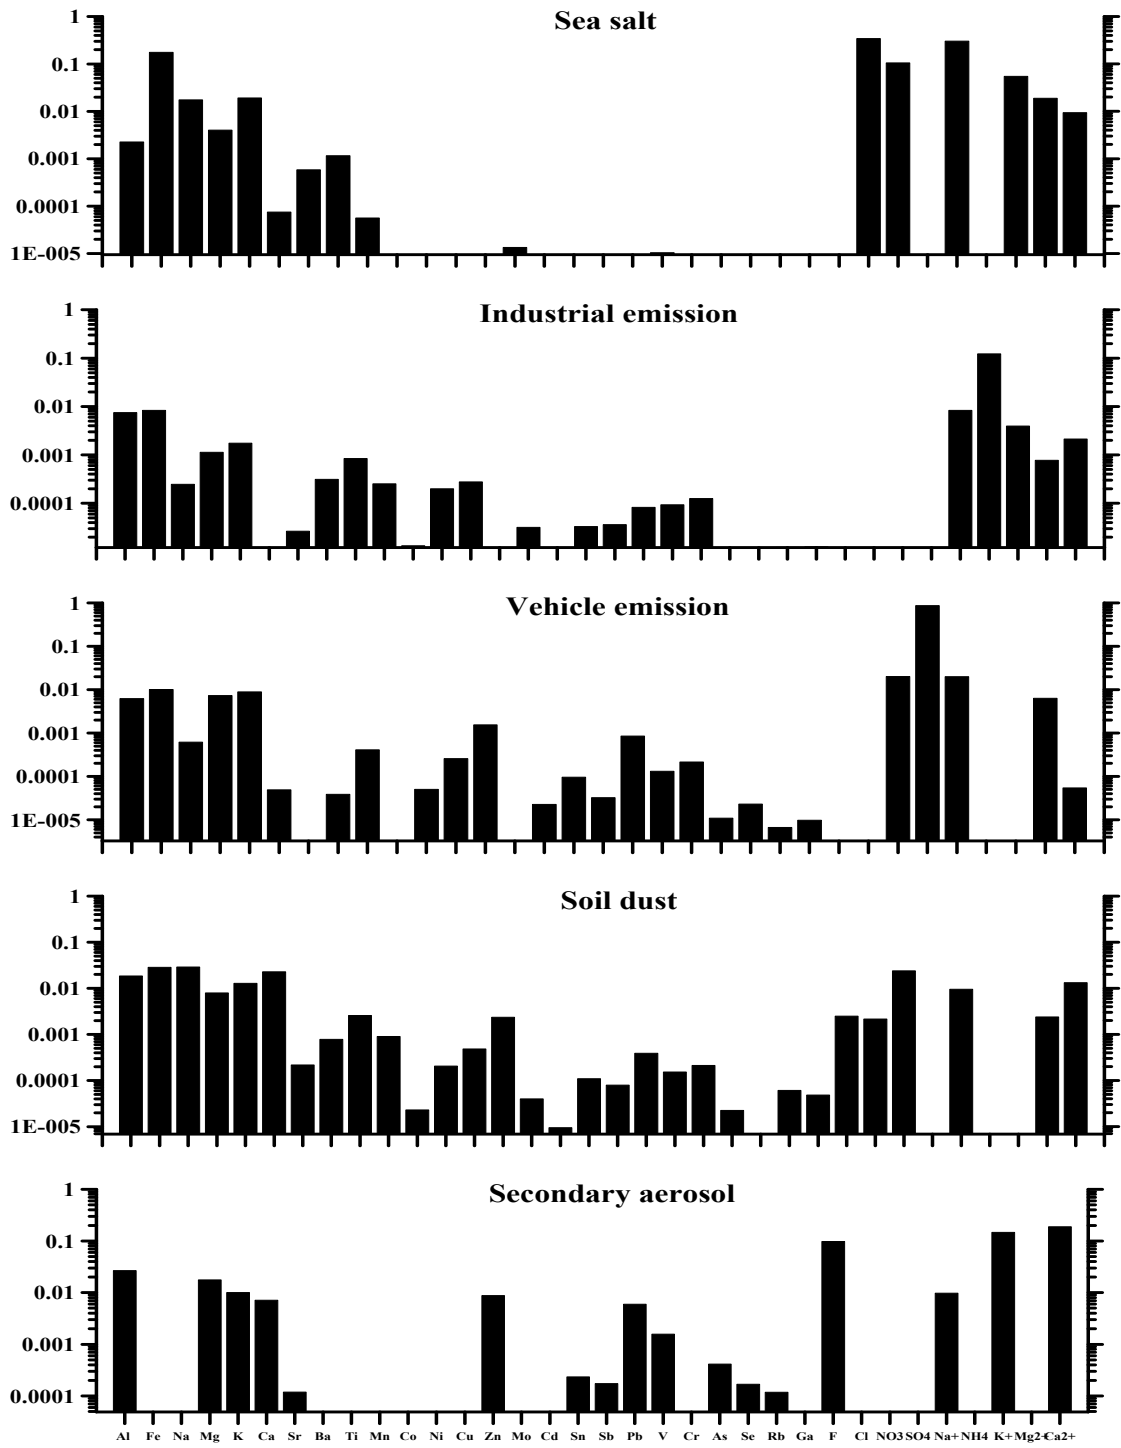 Sea salt
1
0.1
0.01
0.001
0.0001
1E-005
Industrial emission
1
0.1
0.01
0.001
0.0001
Vehicle emission
1
0.1
0.01
0.001
0.0001
1E-005
Soil dust
1
0.1
0.01
0.001
0.0001
1E-005
Secondary aerosol
1
0.1
0.01
0.001
0.0001
Al Fe Na Mg K Ca Sr Ba Ti Mn Co Ni Cu Zn Mo Cd Sn Sb Pb V Cr As Se Rb Ga F Cl NO3 SO4 Na+ NH4 K+ Mg2+ Ca2+